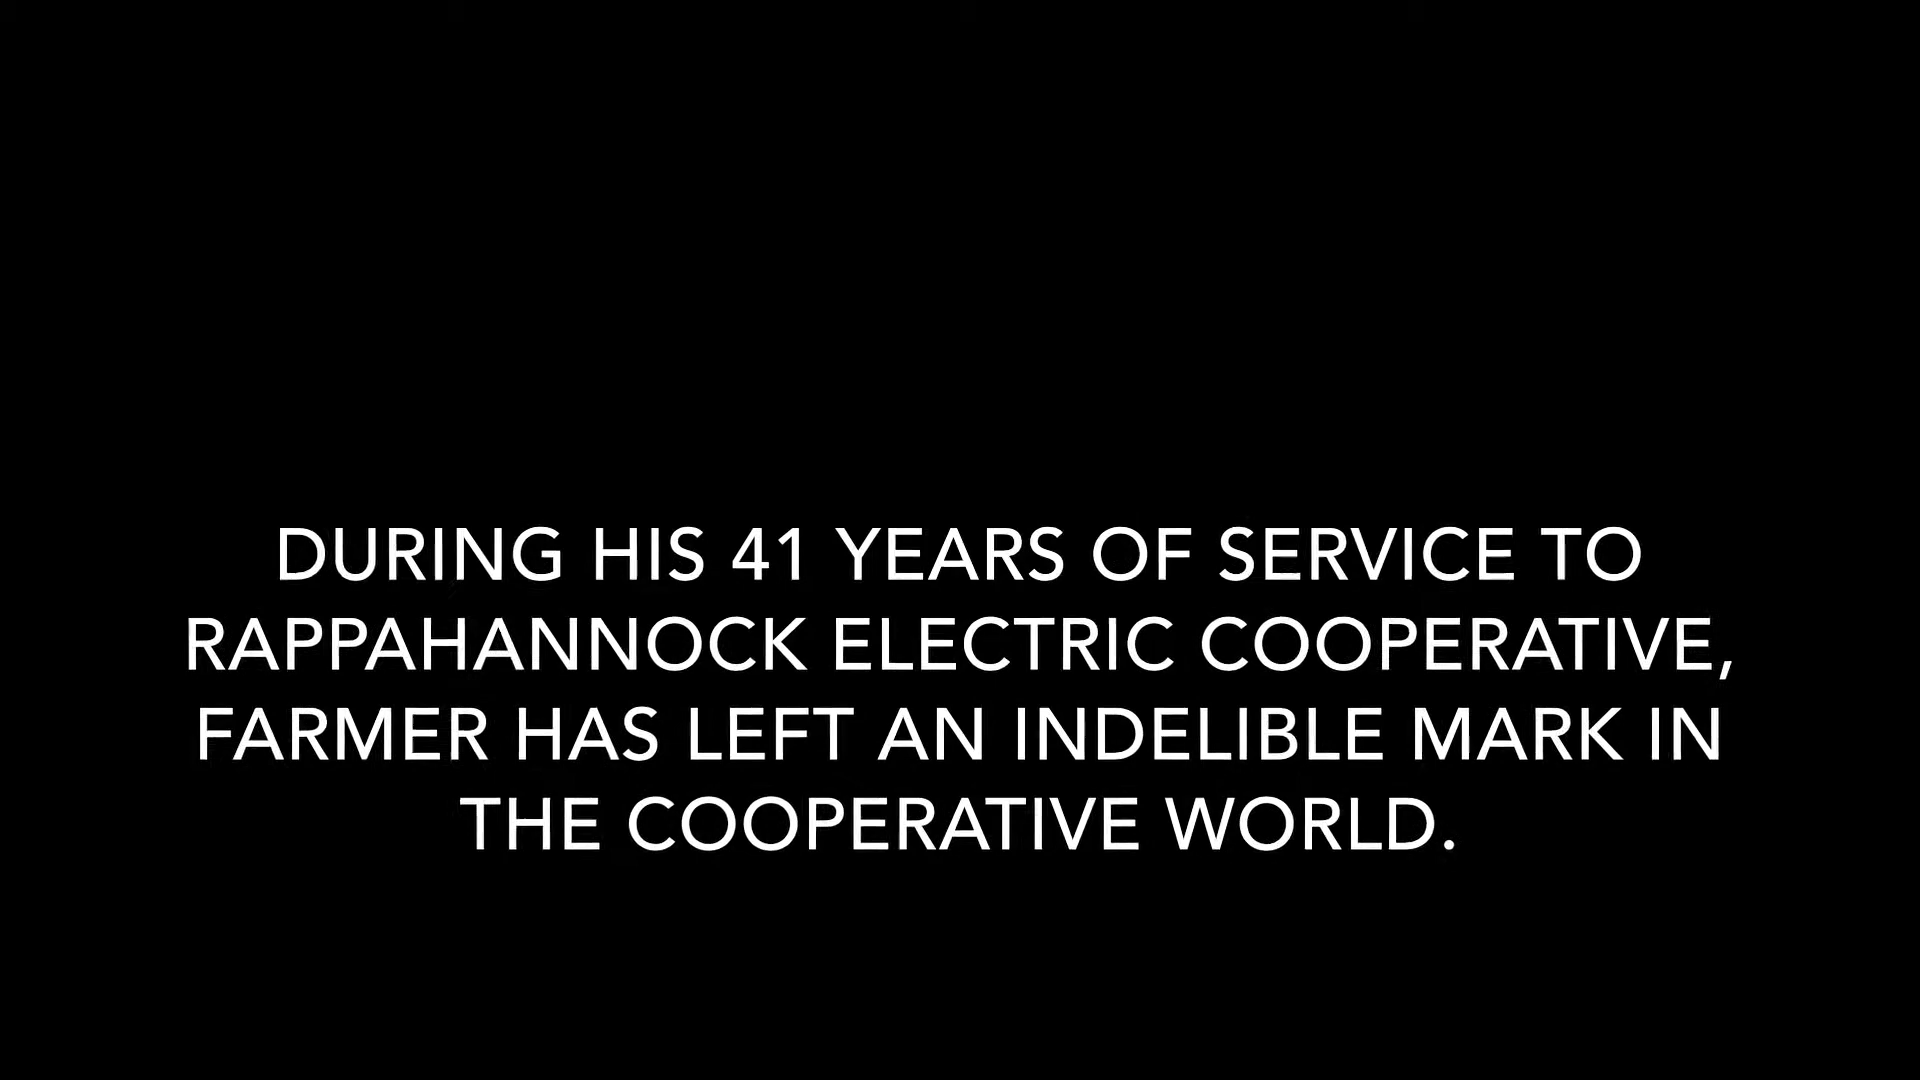 DURING HIS 41 YEARS OF SERVICE TO
RAPPAHANNOCK ELECTRIC COOPERATIVE,
FARMER HAS LEFT AN INDELIBLE MARK IN
THE COOPERATIVE WORLD.